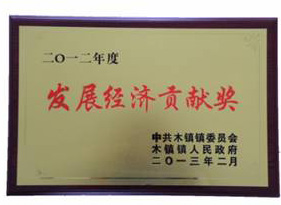 二〇一二年度
发展经济贡献奖
中共木镇镇委员会
木镇镇人民政府
二〇一三年二月